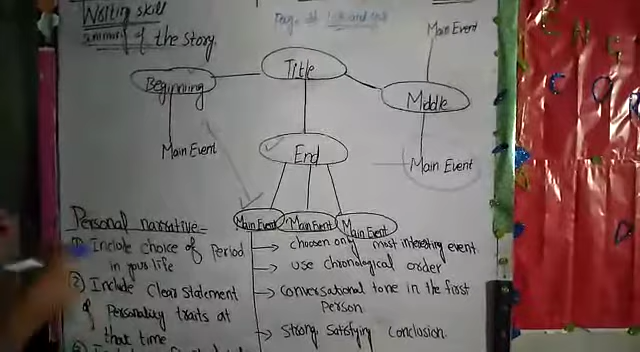 Writing skill
summary of the story.
Main Event
Title
Beginning
Middle
Main Event
End
Main Event
Main Event
Main Event
Main Event
Personal narrative =
1) Include choice of period
in your life
2) Include Clear statement
of Personality traits at
that time
→ choosen only most interesting event.
→ use chronological order
→ conversational tone in the first
person
→ Strong satisfying conclusion.